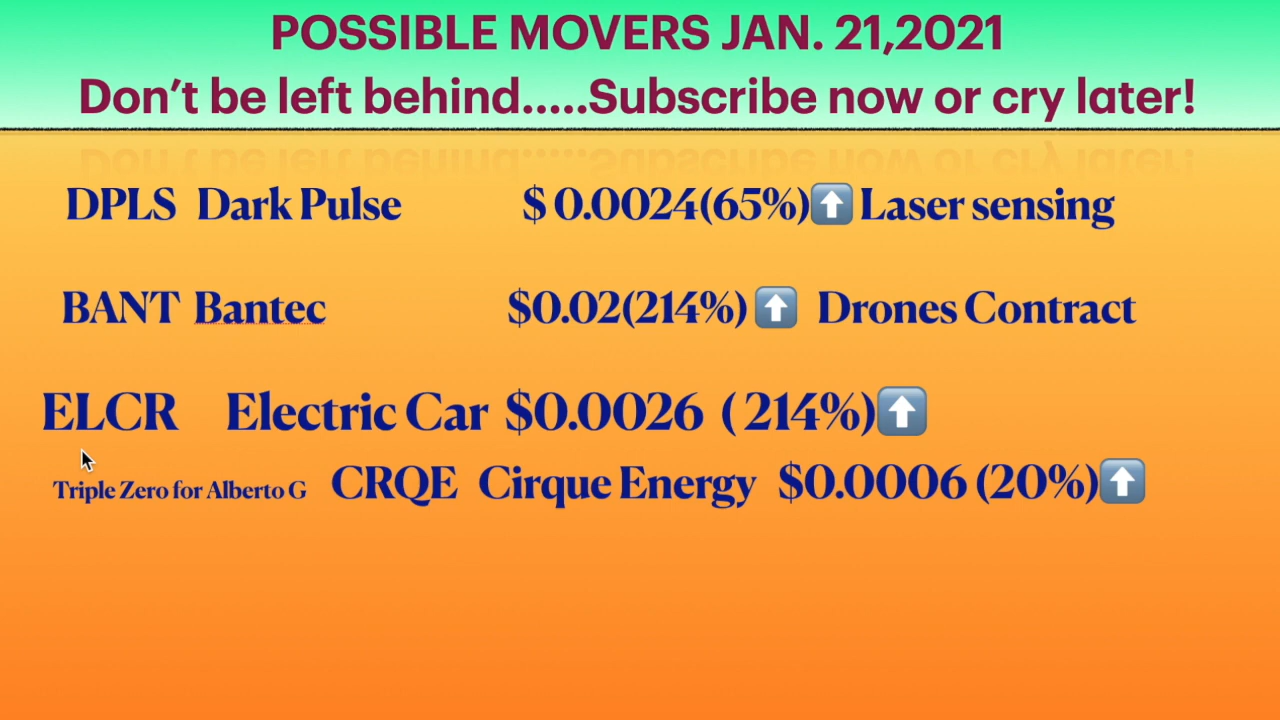 POSSIBLE MOVERS JAN. 21,2021
Don't be left behind.....Subscribe now or cry later!
DPLS Dark Pulse $ 0.0024(65%)⬆️ Laser sensing
BANT Bantec $0.02(214%) ⬆️ Drones Contract
ELCR Electric Car $0.0026 ( 214%)⬆️
Triple Zero for Alberto G CRQE Cirque Energy $0.0006 (20%)⬆️